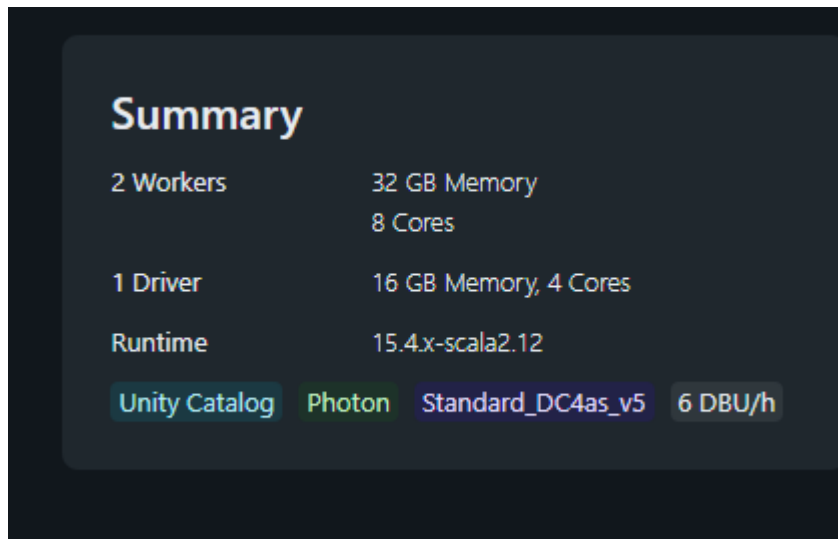 Summary
2 Workers 32 GB Memory
8 Cores
1 Driver 16 GB Memory, 4 Cores
Runtime 15.4.x-scala2.12
Unity Catalog Photon Standard_DC4as_v5 6 DBU/h